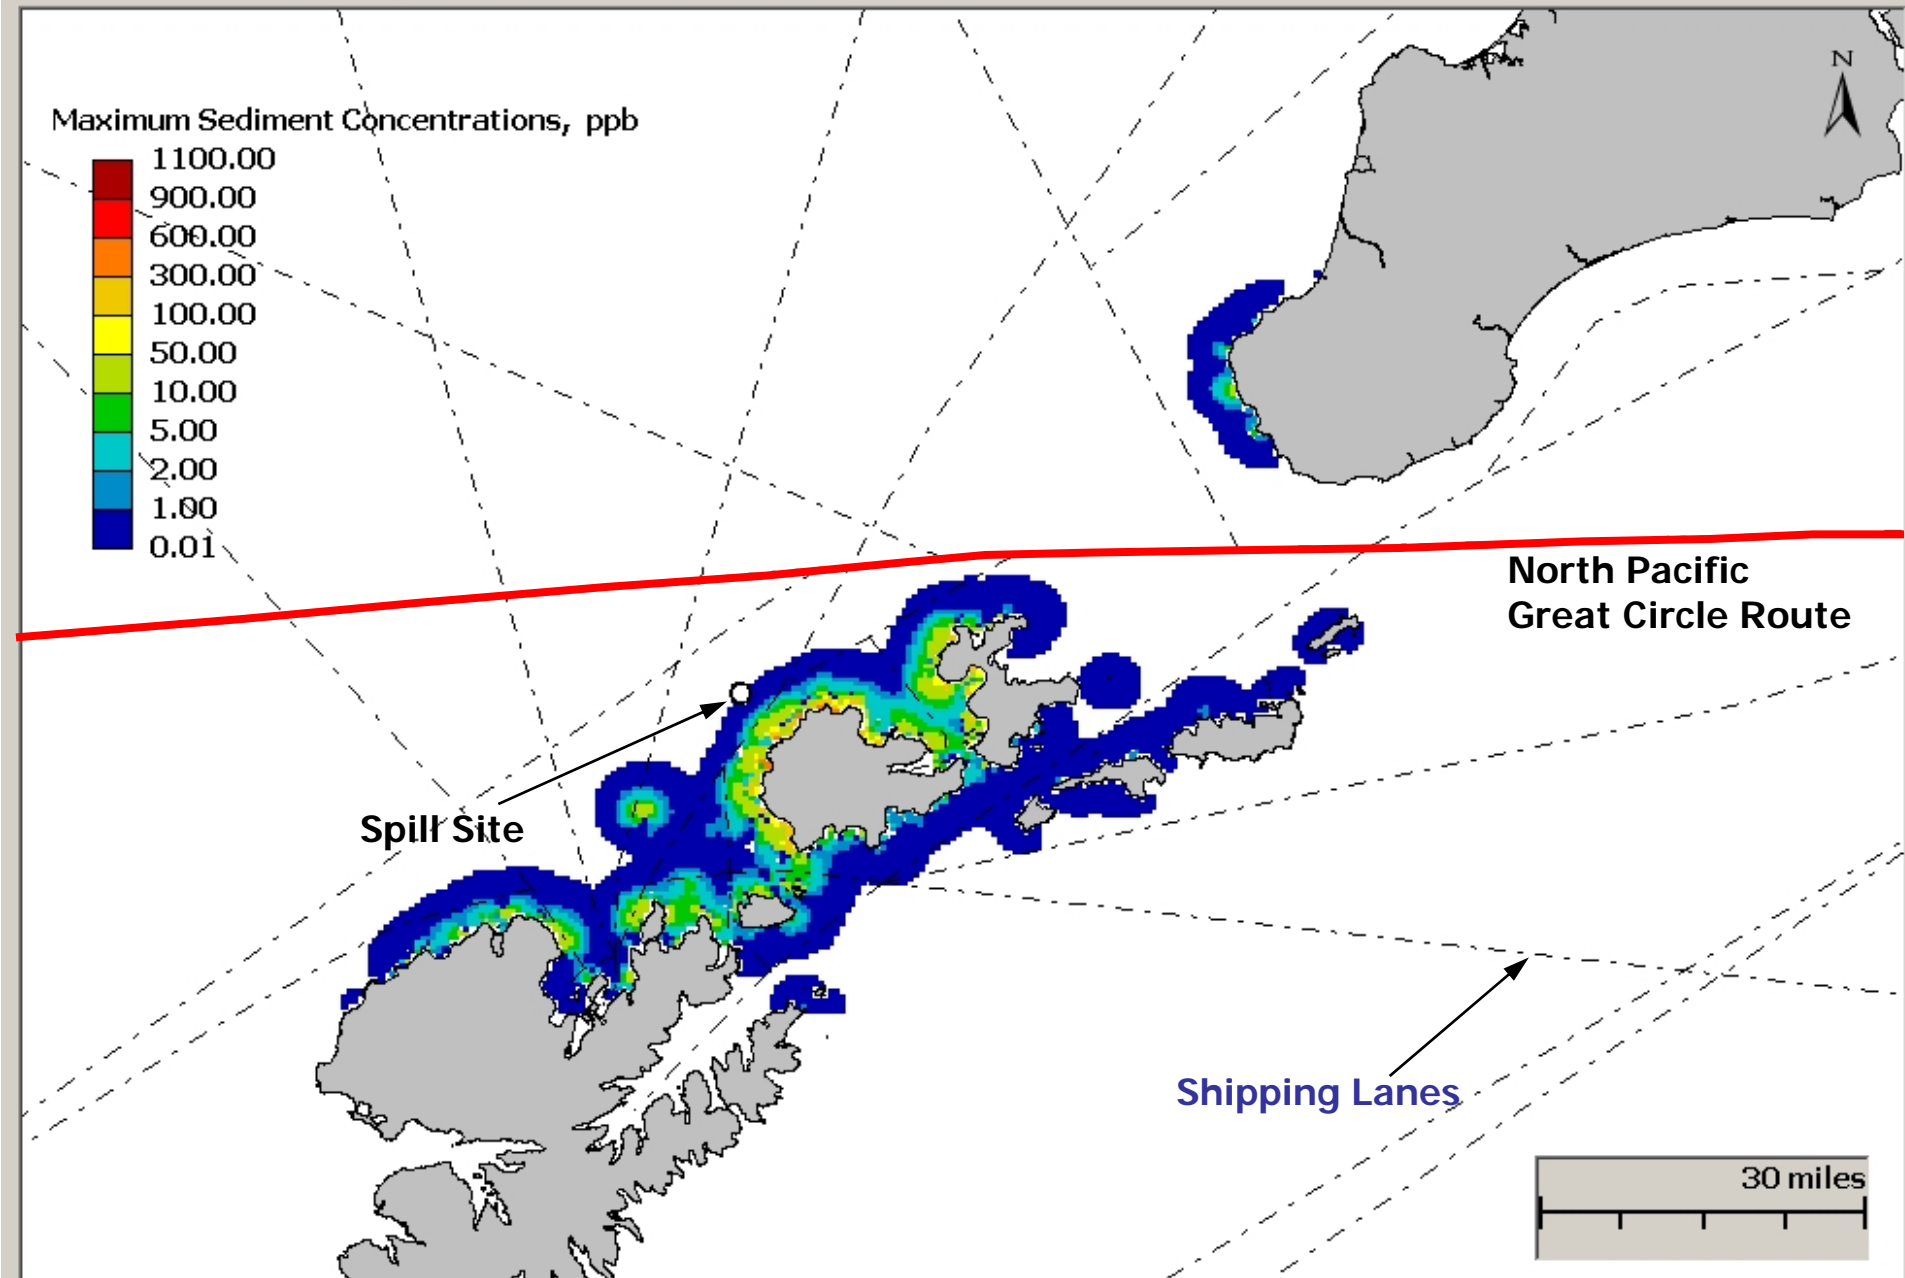 N
Maximum Sediment Concentrations, ppb
1100.00
900.00
600.00
300.00
100.00
50.00
10.00
5.00
2.00
1.00
0.01
North Pacific
Great Circle Route
Spill Site
Shipping Lanes
30 miles